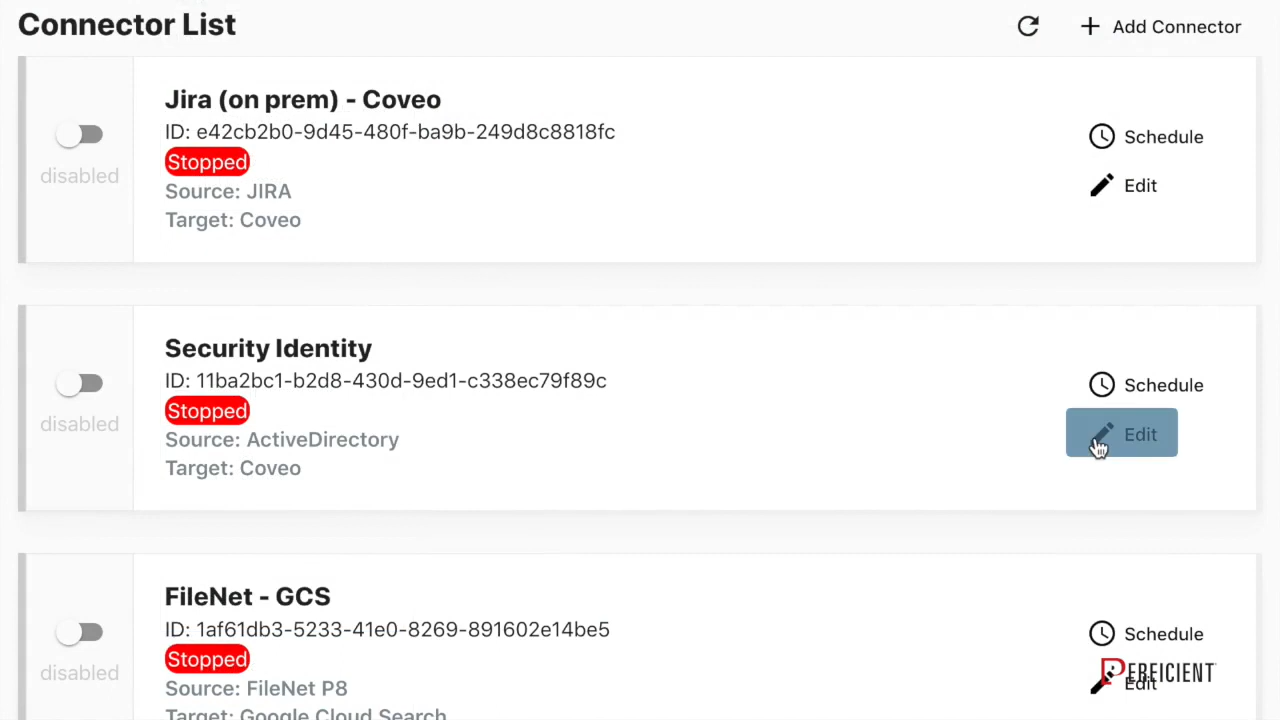 Connector List
Add Connector
Jira (on prem) - Coveo
ID: e42cb2b0-9d45-480f-ba9b-249d8c8818fc
Stopped
Source: JIRA
Target: Coveo
disabled
Schedule
Edit
Security Identity
ID: 11ba2bc1-b2d8-430d-9ed1-c338ec79f89c
Stopped
Source: ActiveDirectory
Target: Coveo
disabled
Schedule
Edit
FileNet - GCS
ID: 1af61db3-5233-41e0-8269-891602e14be5
Stopped
Source: FileNet P8
Target: Google Cloud Search
disabled
Schedule
Edit
PERFICIENT